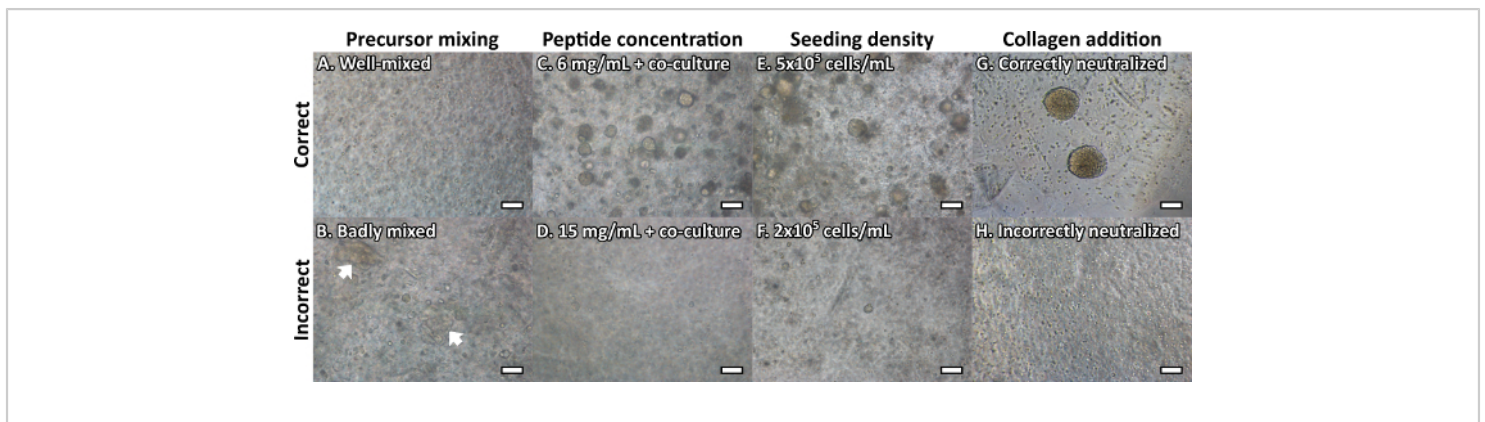 Precursor mixing Peptide concentration Seeding density Collagen addition
Correct
A. Well-mixed
C. 6 mg/mL + co-culture
E. 5x10⁵ cells/mL
G. Correctly neutralized
Incorrect
B. Badly mixed
D. 15 mg/mL + co-culture
F. 2x10⁵ cells/mL
H. Incorrectly neutralized